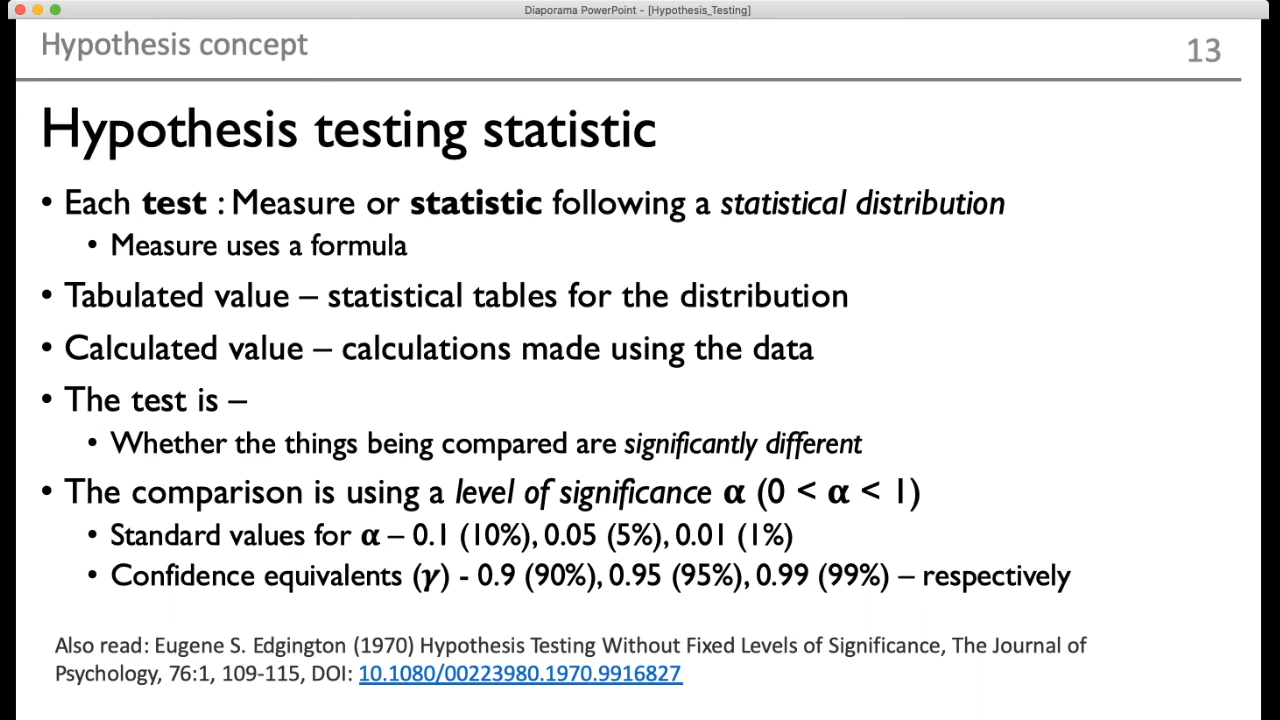 Diaporama PowerPoint - [Hypothesis_Testing]
Hypothesis concept
13
Hypothesis testing statistic
• Each test : Measure or statistic following a statistical distribution
• Measure uses a formula
• Tabulated value – statistical tables for the distribution
• Calculated value – calculations made using the data
• The test is –
• Whether the things being compared are significantly different
• The comparison is using a level of significance α (0 < α < 1)
• Standard values for α – 0.1 (10%), 0.05 (5%), 0.01 (1%)
• Confidence equivalents (γ) - 0.9 (90%), 0.95 (95%), 0.99 (99%) – respectively
Also read: Eugene S. Edgington (1970) Hypothesis Testing Without Fixed Levels of Significance, The Journal of
Psychology, 76:1, 109-115, DOI: 10.1080/00223980.1970.9916827